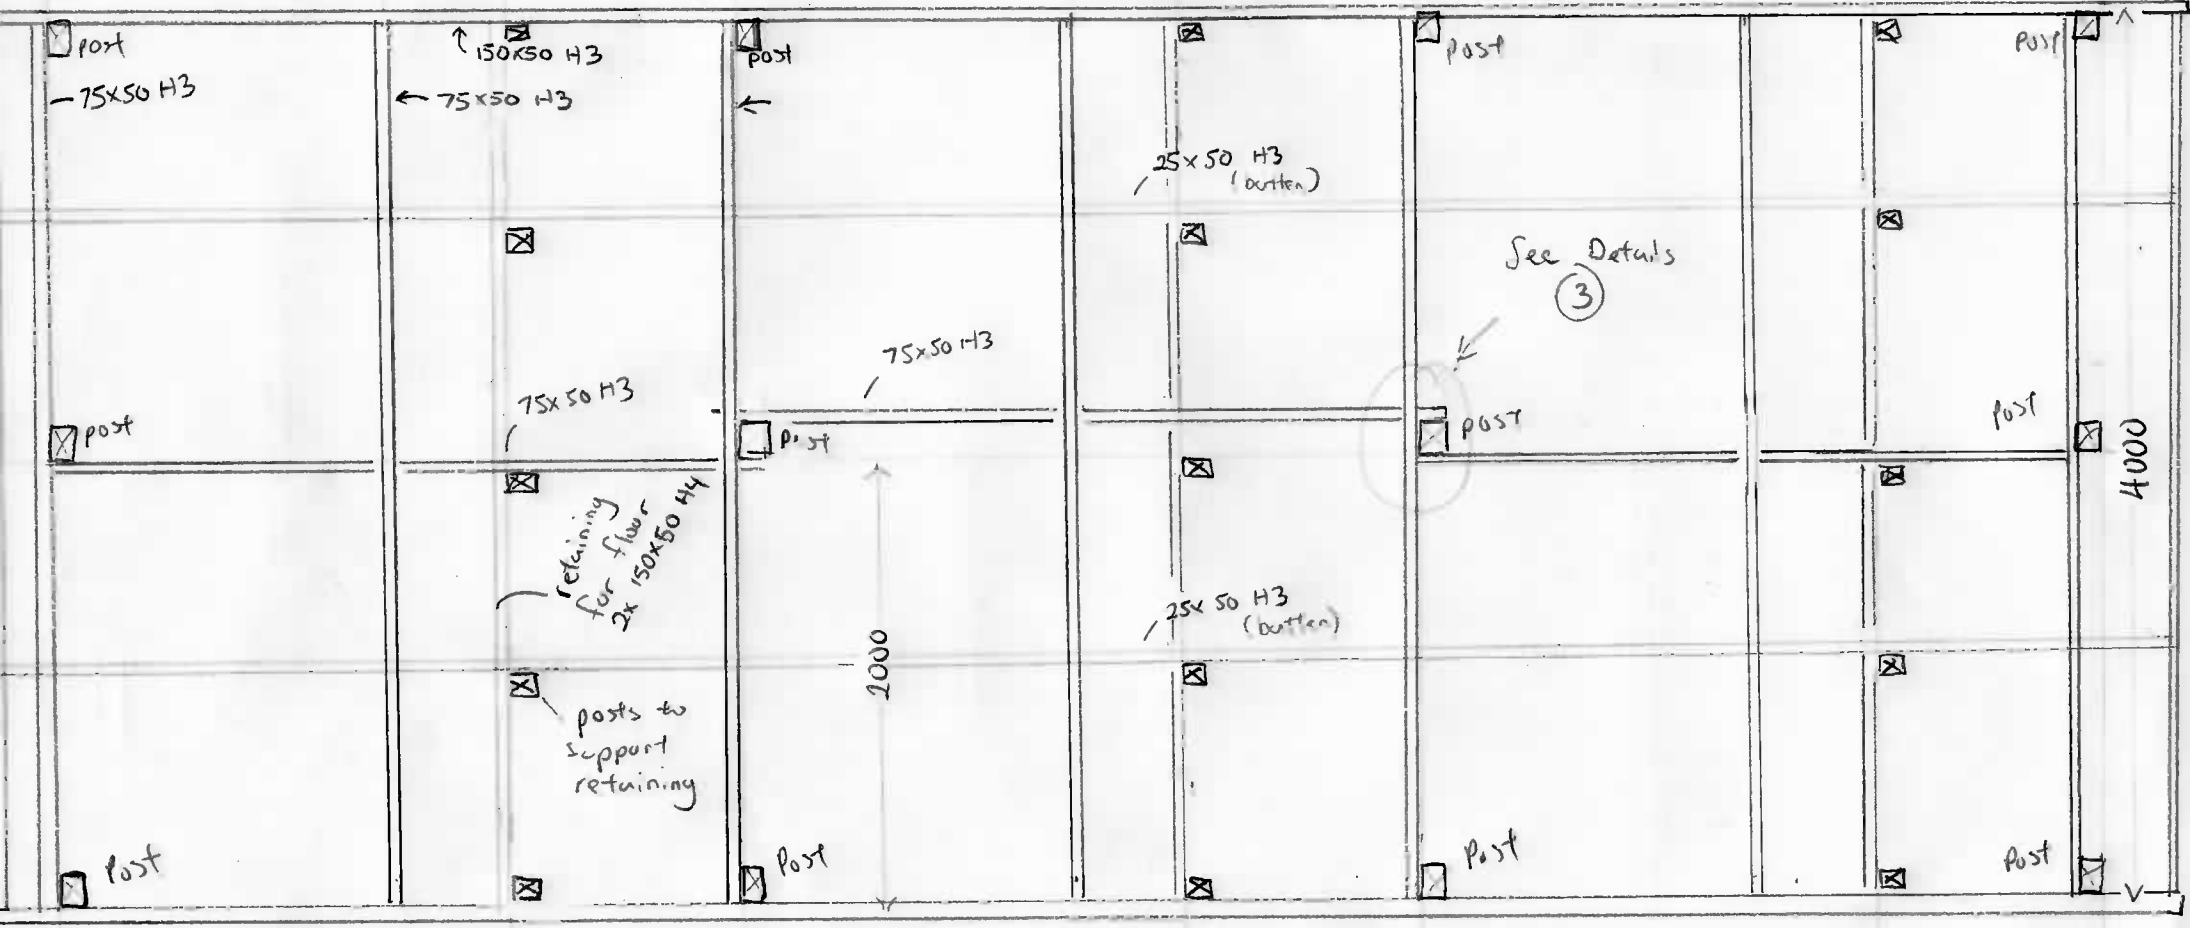 post
post
post
post
150x50 H3
75x50 H3
75x50 H3
25x50 H3
(batten)
See Details
3
75x50 H3
75x50 H3
post
post
post
Post
4000
retaining
for floor
2x 150x50 H4
25x50 H3
(batten)
2000
posts to
support
retaining
Post
Post
Post
Post